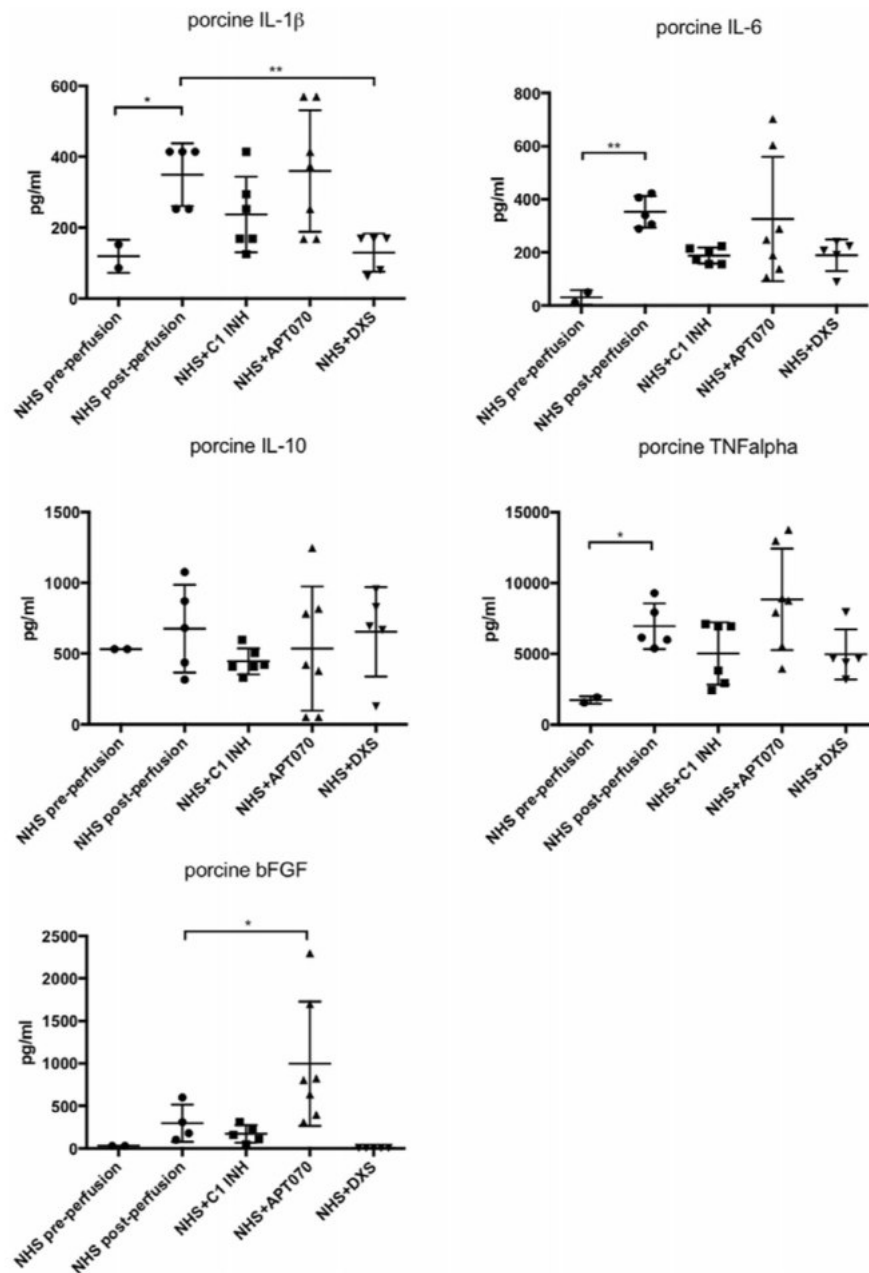 porcine IL-1β
*
**
600
400
200
0
pg/ml
NHS pre-perfusion
NHS post-perfusion
NHS+C1 INH
NHS+APT070
NHS+DXS
porcine IL-6
**
800
600
400
200
0
pg/ml
NHS pre-perfusion
NHS post-perfusion
NHS+C1 INH
NHS+APT070
NHS+DXS
porcine IL-10
1500
1000
500
0
pg/ml
NHS pre-perfusion
NHS post-perfusion
NHS+C1 INH
NHS+APT070
NHS+DXS
porcine TNFalpha
*
15000
10000
5000
0
pg/ml
NHS pre-perfusion
NHS post-perfusion
NHS+C1 INH
NHS+APT070
NHS+DXS
porcine bFGF
*
2500
2000
1500
1000
500
0
pg/ml
NHS pre-perfusion
NHS post-perfusion
NHS+C1 INH
NHS+APT070
NHS+DXS